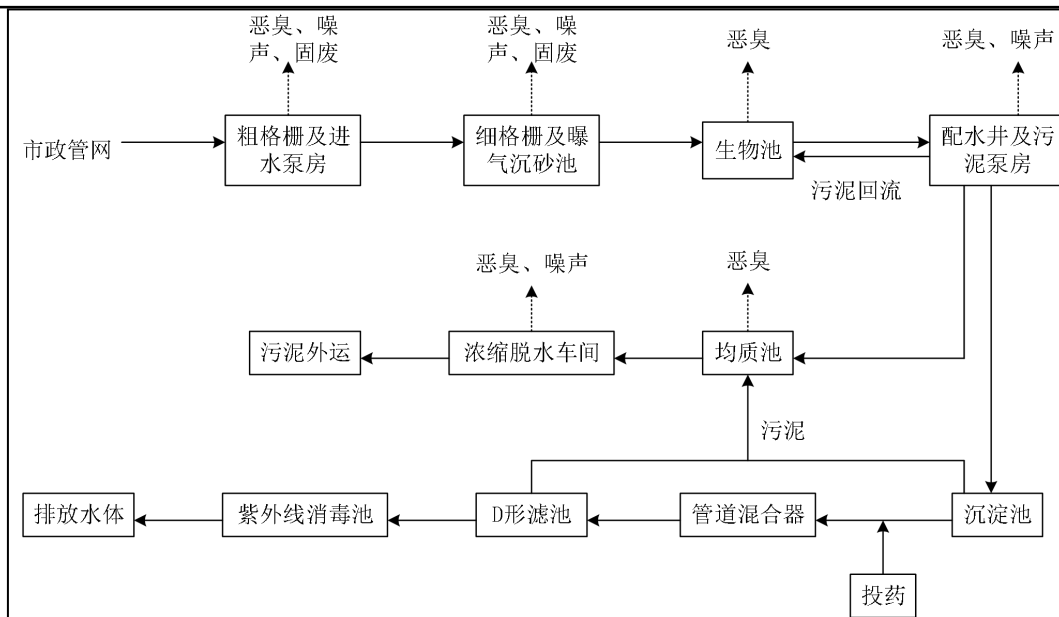 恶臭、噪
声、固废
恶臭、噪
声、固废
恶臭
恶臭、噪声
市政管网
粗格栅及进
水泵房
细格栅及曝
气沉砂池
生物池
配水井及污
泥泵房
污泥回流
恶臭、噪声
恶臭
污泥外运
浓缩脱水车间
均质池
污泥
排放水体
紫外线消毒池
D形滤池
管道混合器
沉淀池
投药